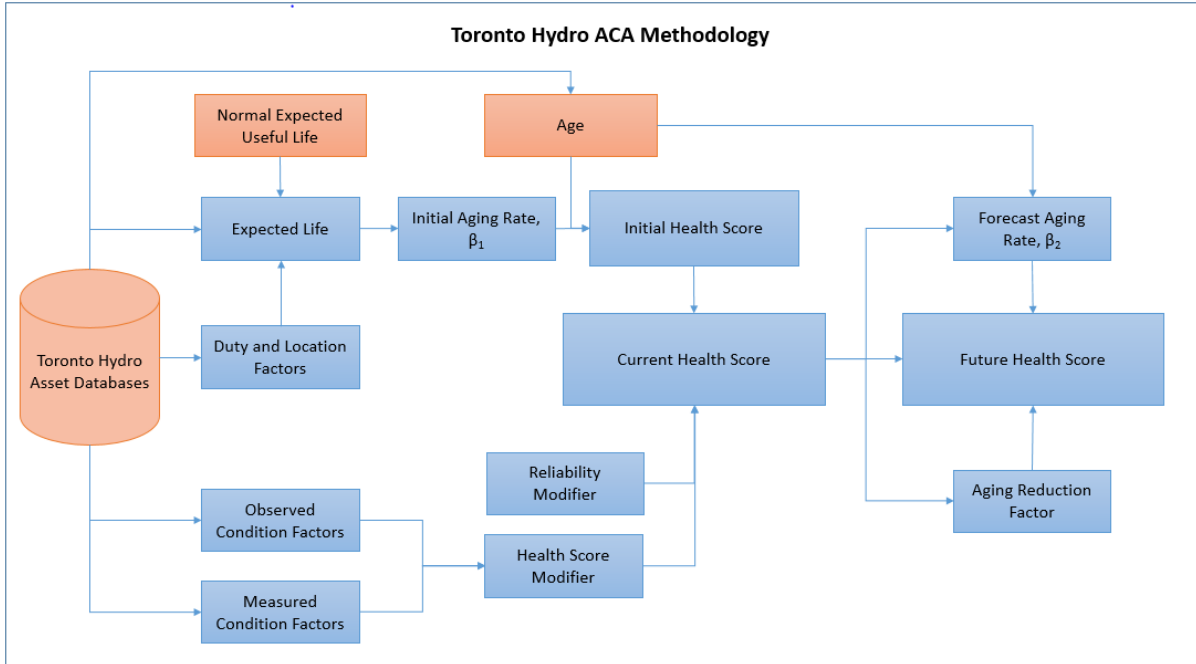 Toronto Hydro ACA Methodology
Normal Expected
Useful Life
Age
Expected Life
Initial Aging Rate,
β₁
Initial Health Score
Forecast Aging
Rate, β₂
Toronto Hydro
Asset Databases
Duty and Location
Factors
Current Health Score
Future Health Score
Reliability
Modifier
Aging Reduction
Factor
Observed
Condition Factors
Health Score
Modifier
Measured
Condition Factors